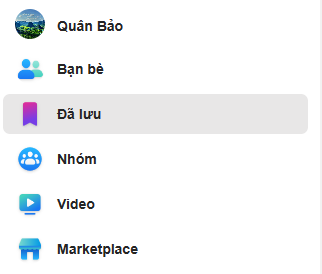 Quân Bảo
Bạn bè
Đã lưu
Nhóm
Video
Marketplace